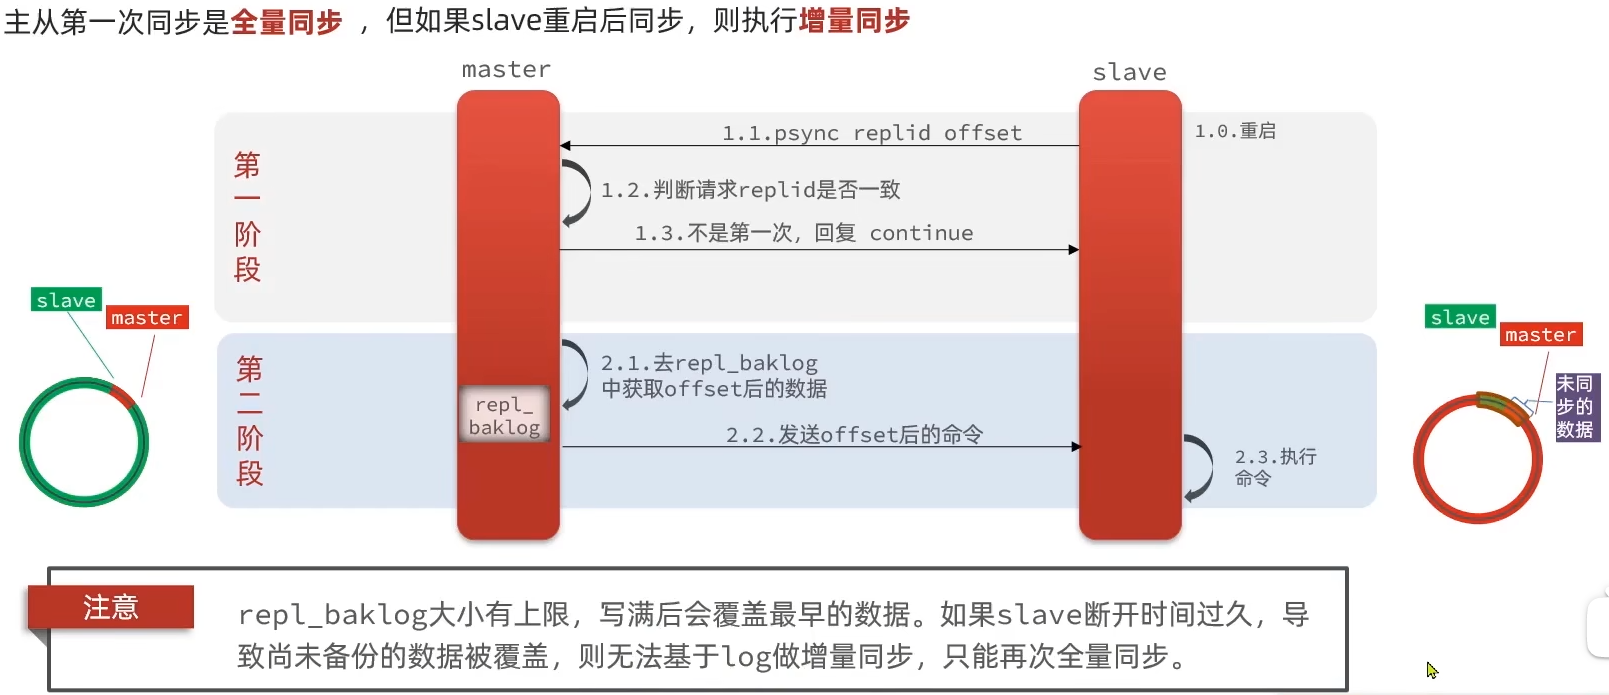 主从第一次同步是全量同步 ，但如果slave重启后同步，则执行增量同步
master
slave
第一阶段
1.0.重启
1.1.psync replid offset
1.2.判断请求replid是否一致
1.3.不是第一次，回复 continue
slave
master
slave
master
未同
步的
数据
第二阶段
2.1.去repl_baklog
中获取offset后的数据
repl_
baklog
2.2.发送offset后的命令
2.3.执行
命令
注意
repl_baklog大小有上限，写满后会覆盖最早的数据。如果slave断开时间过久，导
致尚未备份的数据被覆盖，则无法基于log做增量同步，只能再次全量同步。